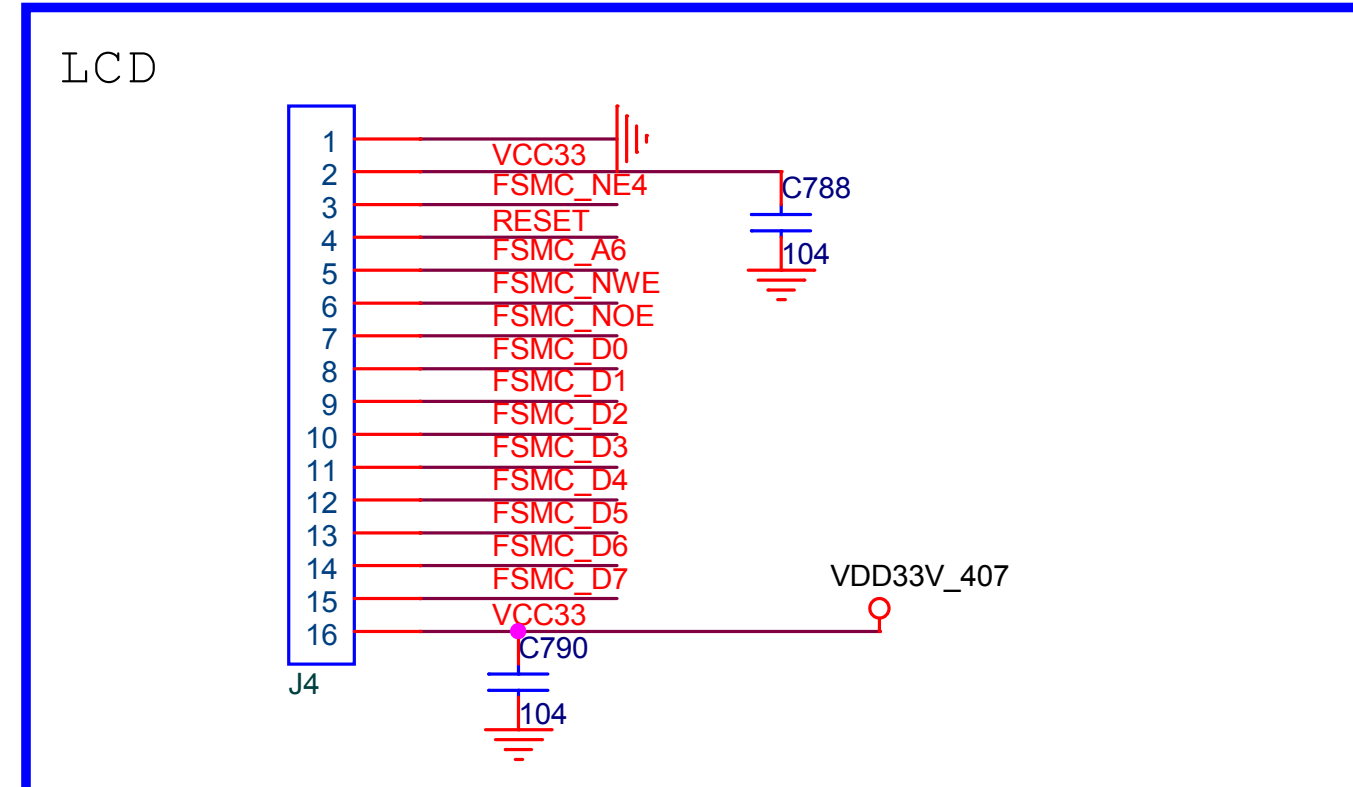 LCD
1
VCC33
2
FSMC_NE4
C788
3
RESET
4
FSMC_A6
104
5
FSMC_NWE
6
FSMC_NOE
7
FSMC_D0
8
FSMC_D1
9
FSMC_D2
10
FSMC_D3
11
FSMC_D4
12
FSMC_D5
13
FSMC_D6
14
FSMC_D7
VDD33V_407
15
VCC33
16
C790
J4
104